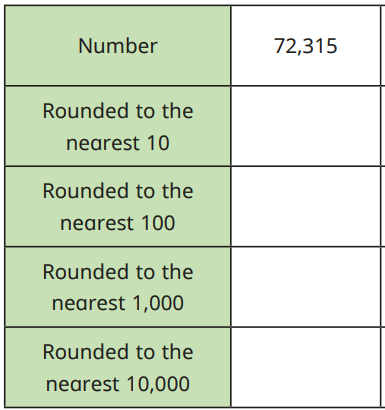 Number 72,315
Rounded to the
nearest 10
Rounded to the
nearest 100
Rounded to the
nearest 1,000
Rounded to the
nearest 10,000